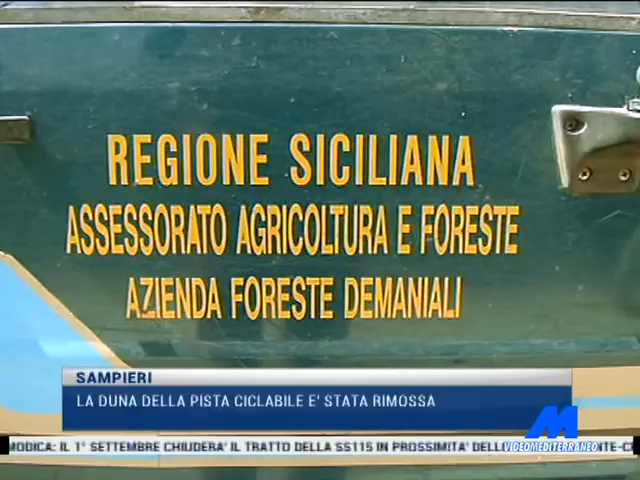 REGIONE SICILIANA
ASSESSORATO AGRICOLTURA E FORESTE
AZIENDA FORESTE DEMANIALI
SAMPIERI
LA DUNA DELLA PISTA CICLABILE E' STATA RIMOSSA
MODICA: IL 1° SETTEMBRE CHIUDERA' IL TRATTO DELLA SS115 IN PROSSIMITA'
VIDEOMEDITERRANEO